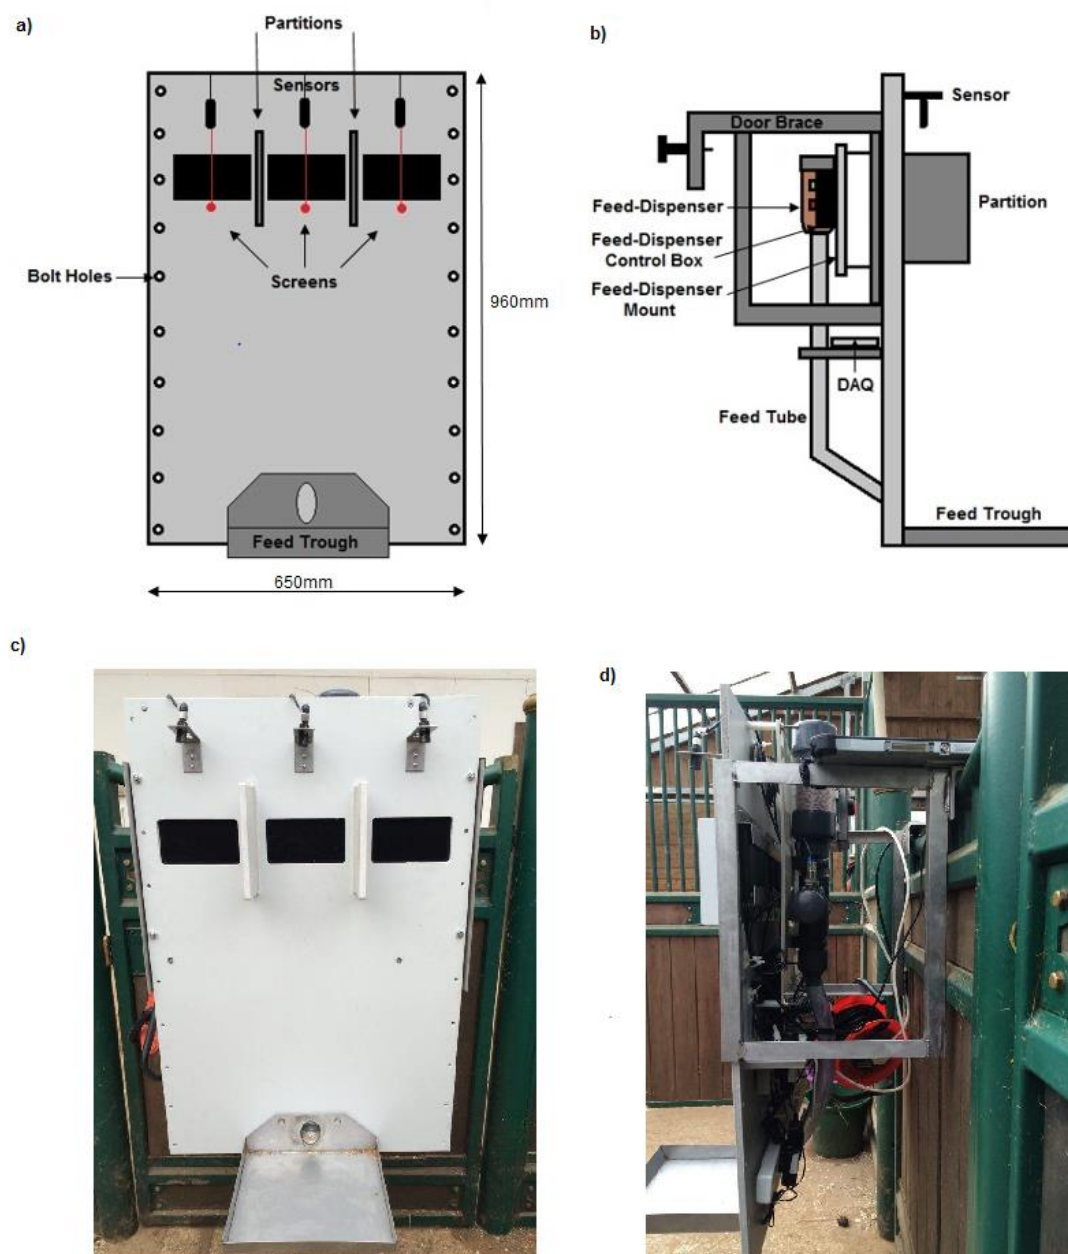 a)
Partitions
Sensors
Bolt Holes
Screens
960mm
Feed Trough
650mm
b)
Sensor
Door Brace
Feed-Dispenser
Partition
Feed-Dispenser
Control Box
Feed-Dispenser
Mount
DAQ
Feed Tube
Feed Trough
c)
d)